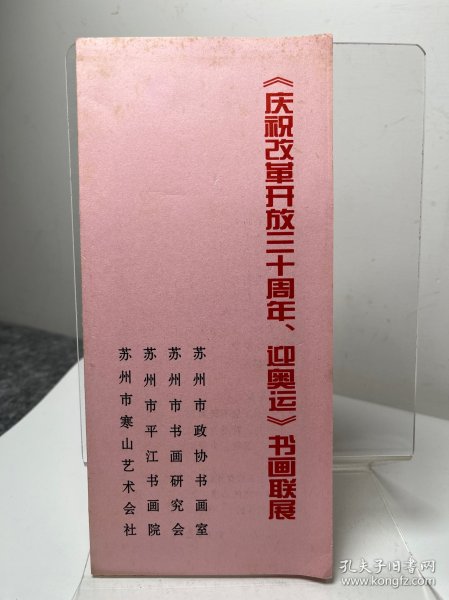 《庆祝改革开放三十周年、迎奥运》书画联展
苏州市政协书画室
苏州市书画研究会
苏州市平江书画院
苏州市寒山艺术会社
孔夫子旧书网
www.kongfz.com